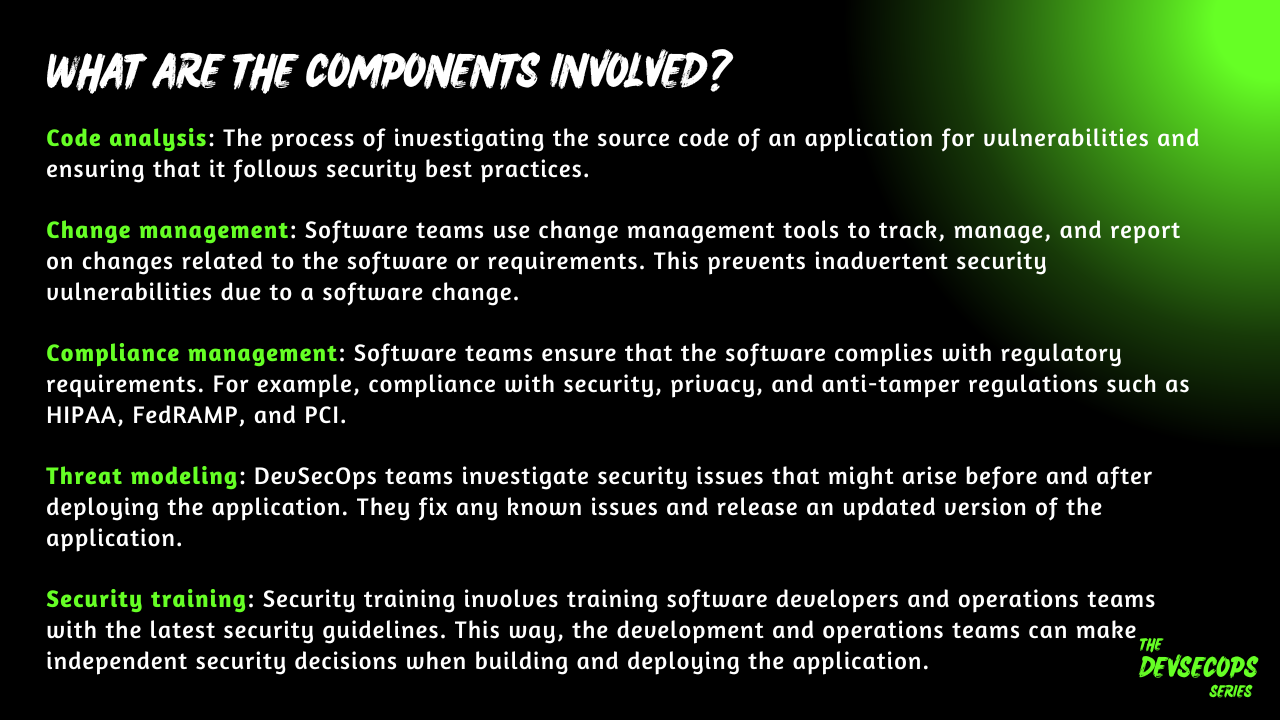 WHAT ARE THE COMPONENTS INVOLVED?
Code analysis: The process of investigating the source code of an application for vulnerabilities and
ensuring that it follows security best practices.
Change management: Software teams use change management tools to track, manage, and report
on changes related to the software or requirements. This prevents inadvertent security
vulnerabilities due to a software change.
Compliance management: Software teams ensure that the software complies with regulatory
requirements. For example, compliance with security, privacy, and anti-tamper regulations such as
HIPAA, FedRAMP, and PCI.
Threat modeling: DevSecOps teams investigate security issues that might arise before and after
deploying the application. They fix any known issues and release an updated version of the
application.
Security training: Security training involves training software developers and operations teams
with the latest security guidelines. This way, the development and operations teams can make
independent security decisions when building and deploying the application.
THE
DEVSECOPS
SERIES